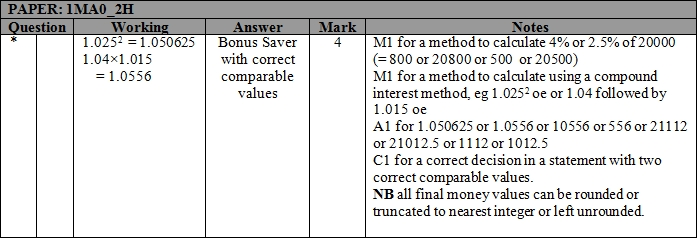 PAPER: 1MA0_2H
Question Working Answer Mark Notes
* 1.025² = 1.050625 Bonus Saver 4 M1 for a method to calculate 4% or 2.5% of 20000
1.04×1.015 with correct (= 800 or 20800 or 500 or 20500)
= 1.0556 comparable M1 for a method to calculate using a compound
values interest method, eg 1.025² oe or 1.04 followed by
1.015 oe
A1 for 1.050625 or 1.0556 or 10556 or 556 or 21112
or 21012.5 or 1112 or 1012.5
C1 for a correct decision in a statement with two
correct comparable values.
NB all final money values can be rounded or
truncated to nearest integer or left unrounded.